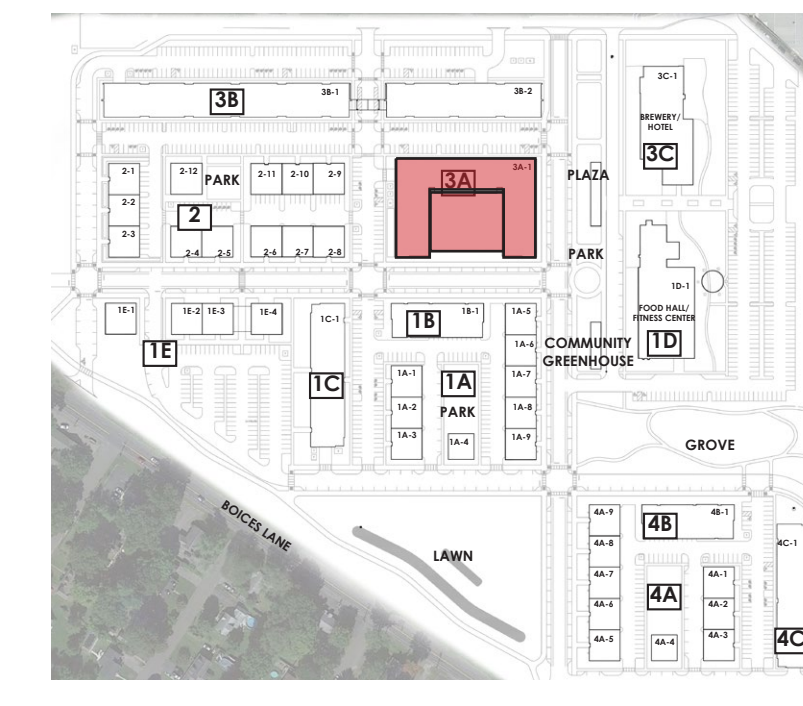 3C-1
3B-1
3B-2
3B
BREWERY/
HOTEL
3C
2-1
2-12
PARK
2-11
2-10
2-9
3A-1
3A
PLAZA
2-2
2
2-3
2-4
2-5
2-6
2-7
2-8
PARK
1D-1
1E-1
1E-2
1E-3
1E-4
1C-1
1B-1
1B
1A-5
FOOD HALL/
FITNESS CENTER
1E
1A-6
COMMUNITY
GREENHOUSE
1D
1C
1A-1
1A
1A-7
1A-2
PARK
1A-8
1A-3
1A-4
1A-9
GROVE
BOICES LANE
LAWN
4A-9
4B-1
4B
4A-8
4C-1
4A-7
4A-1
4A-6
4A
4A-2
4A-5
4A-4
4A-3
4C